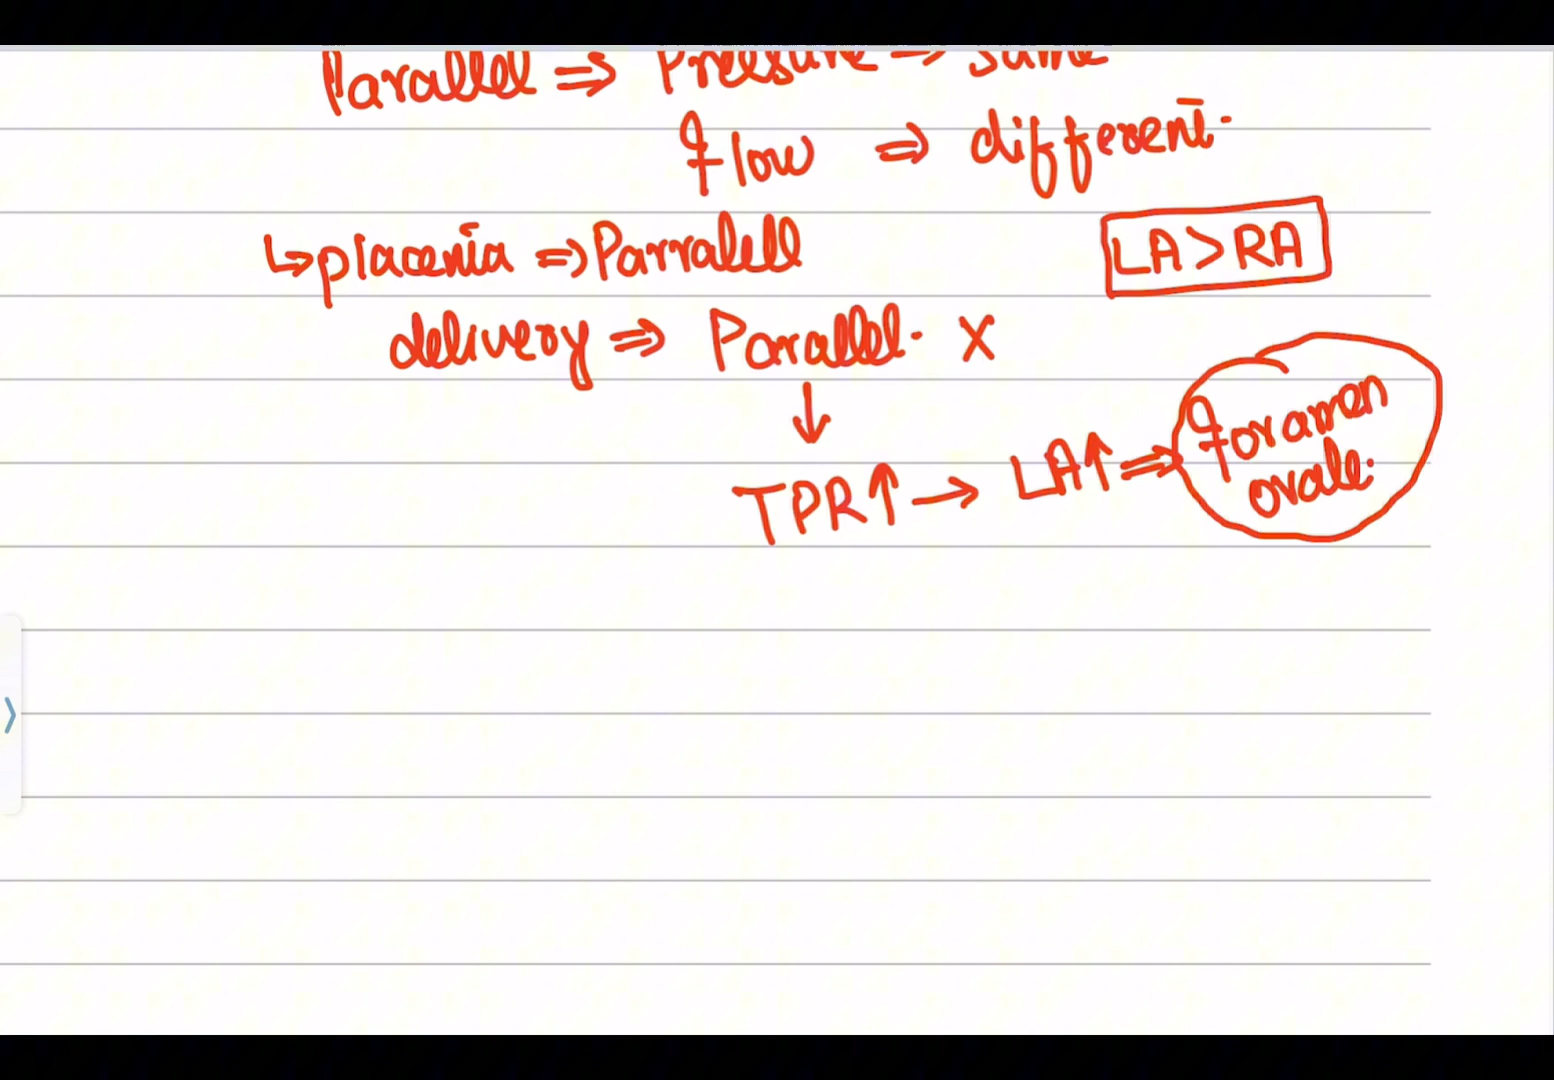 Parallel ⇒ Pressure → same
flow ⇒ different.
↳ placenta ⇒ Parralell
LA > RA
delivery ⇒ Parallel. X
↓
TPR↑ → LA↑ ⇒ foramen ovale.